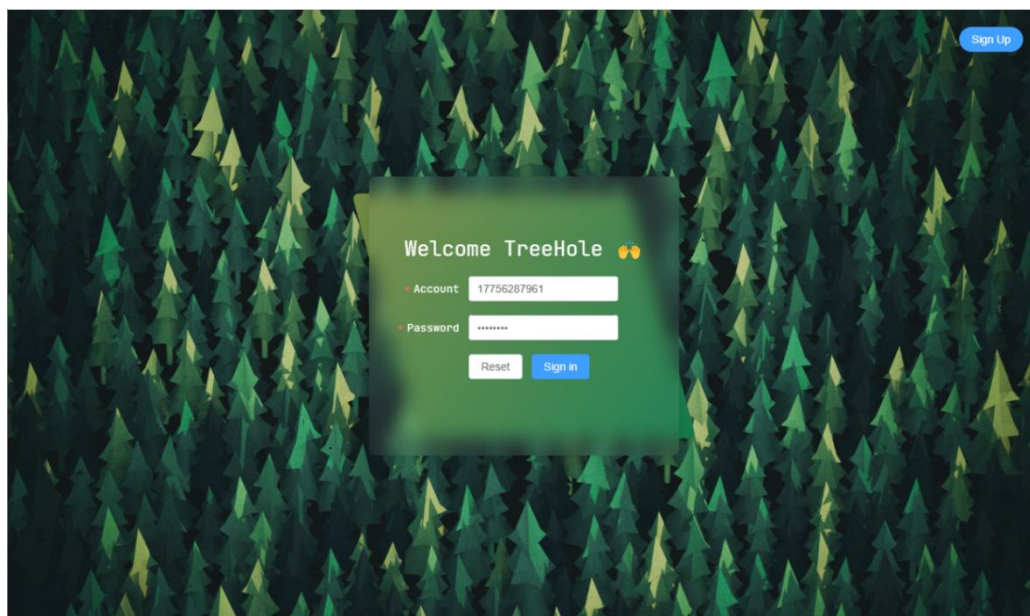 Sign Up
Welcome TreeHole 🙌
* Account 17756287961
* Password ••••••••
Reset Sign in